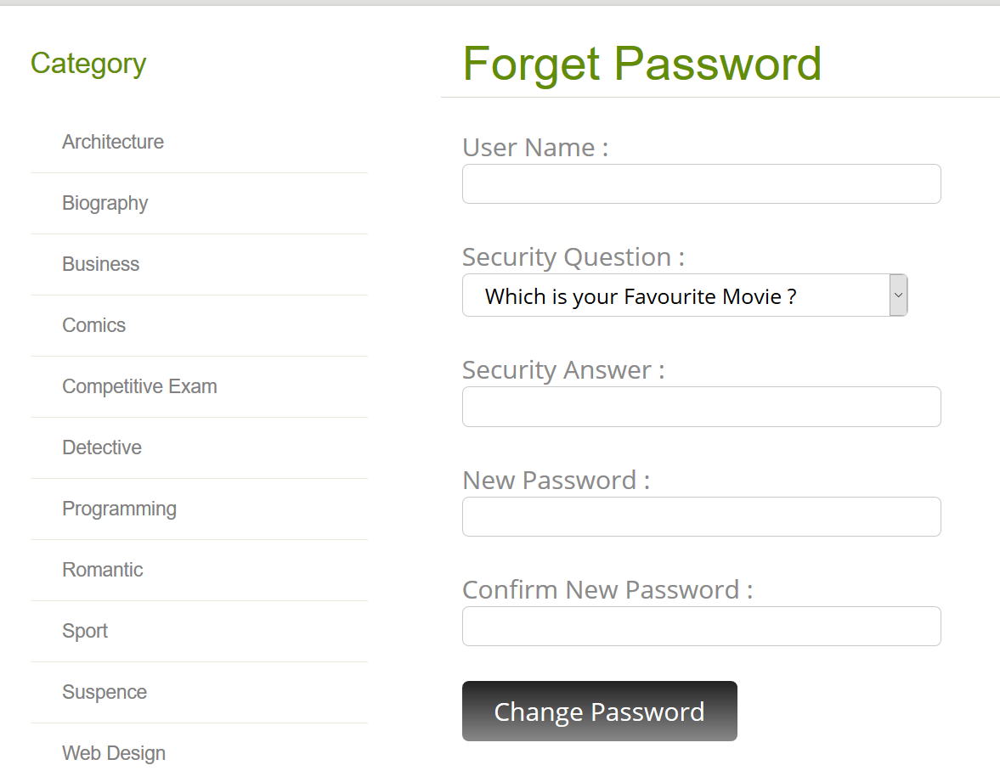 Category
Architecture
Biography
Business
Comics
Competitive Exam
Detective
Programming
Romantic
Sport
Suspence
Web Design
Forget Password
User Name :
Security Question :
Which is your Favourite Movie ?
Security Answer :
New Password :
Confirm New Password :
Change Password